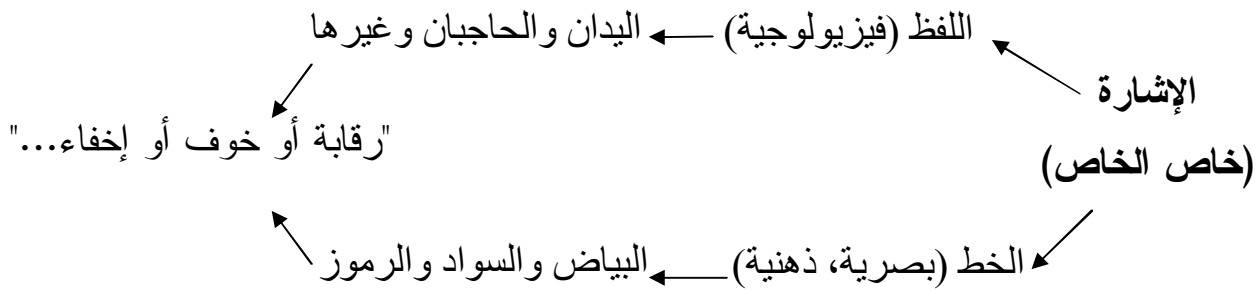 اللفظ (فيزيولوجية) اليدان والحاجبان وغيرها
الإشارة
"رقابة أو خوف أو إخفاء..."
(خاص الخاص)
الخط (بصرية، ذهنية) البياض والسواد والرموز